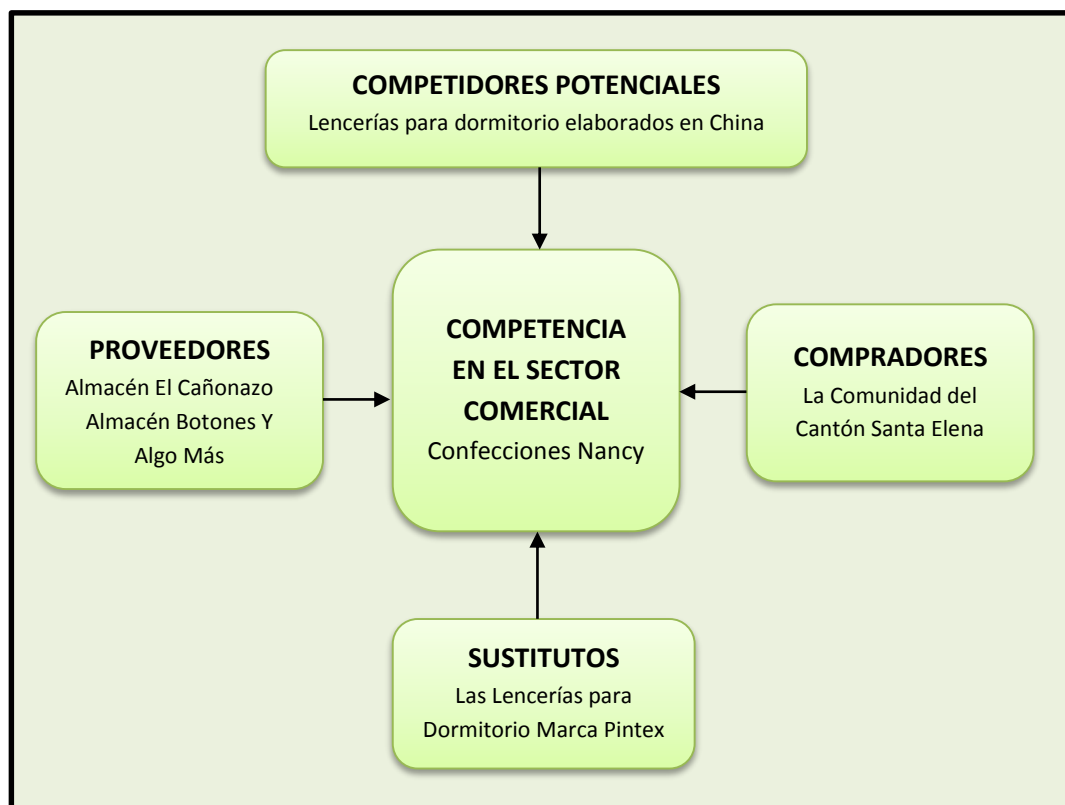 COMPETIDORES POTENCIALES
Lencerías para dormitorio elaborados en China
PROVEEDORES
Almacén El Cañonazo
Almacén Botones Y
Algo Más
COMPETENCIA
EN EL SECTOR
COMERCIAL
Confecciones Nancy
COMPRADORES
La Comunidad del
Cantón Santa Elena
SUSTITUTOS
Las Lencerías para
Dormitorio Marca Pintex